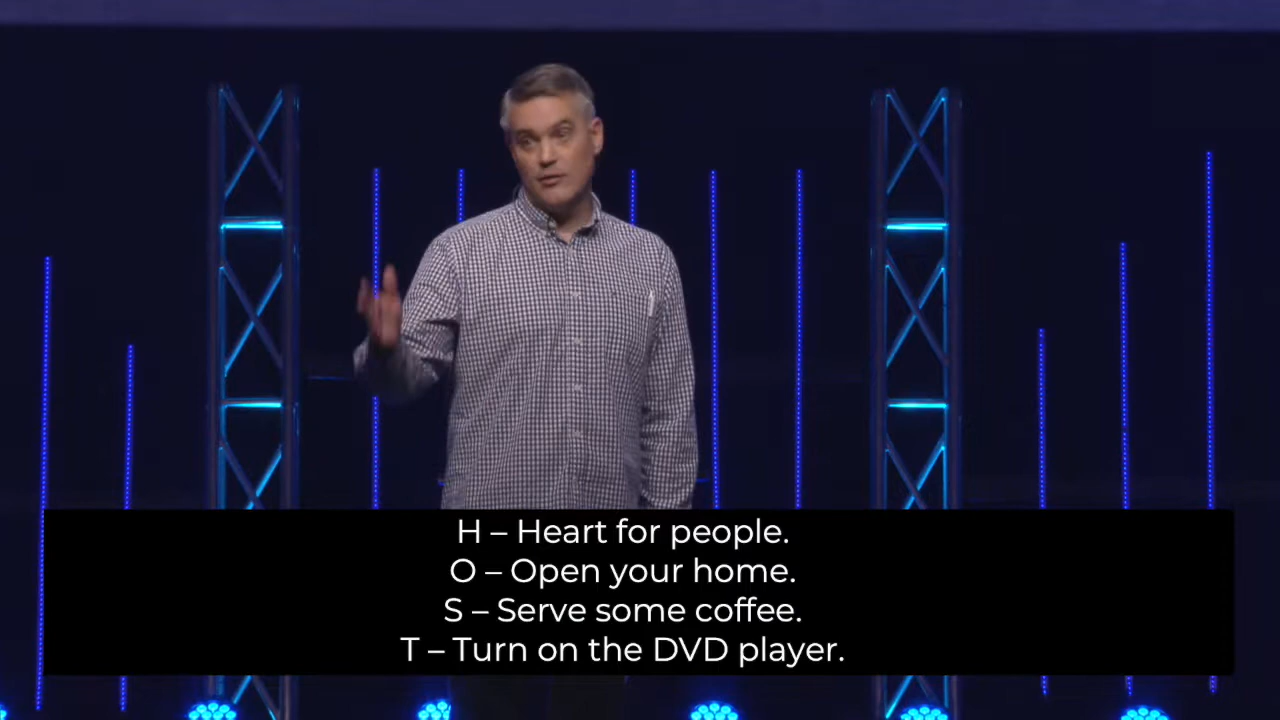 H – Heart for people.
O – Open your home.
S – Serve some coffee.
T – Turn on the DVD player.